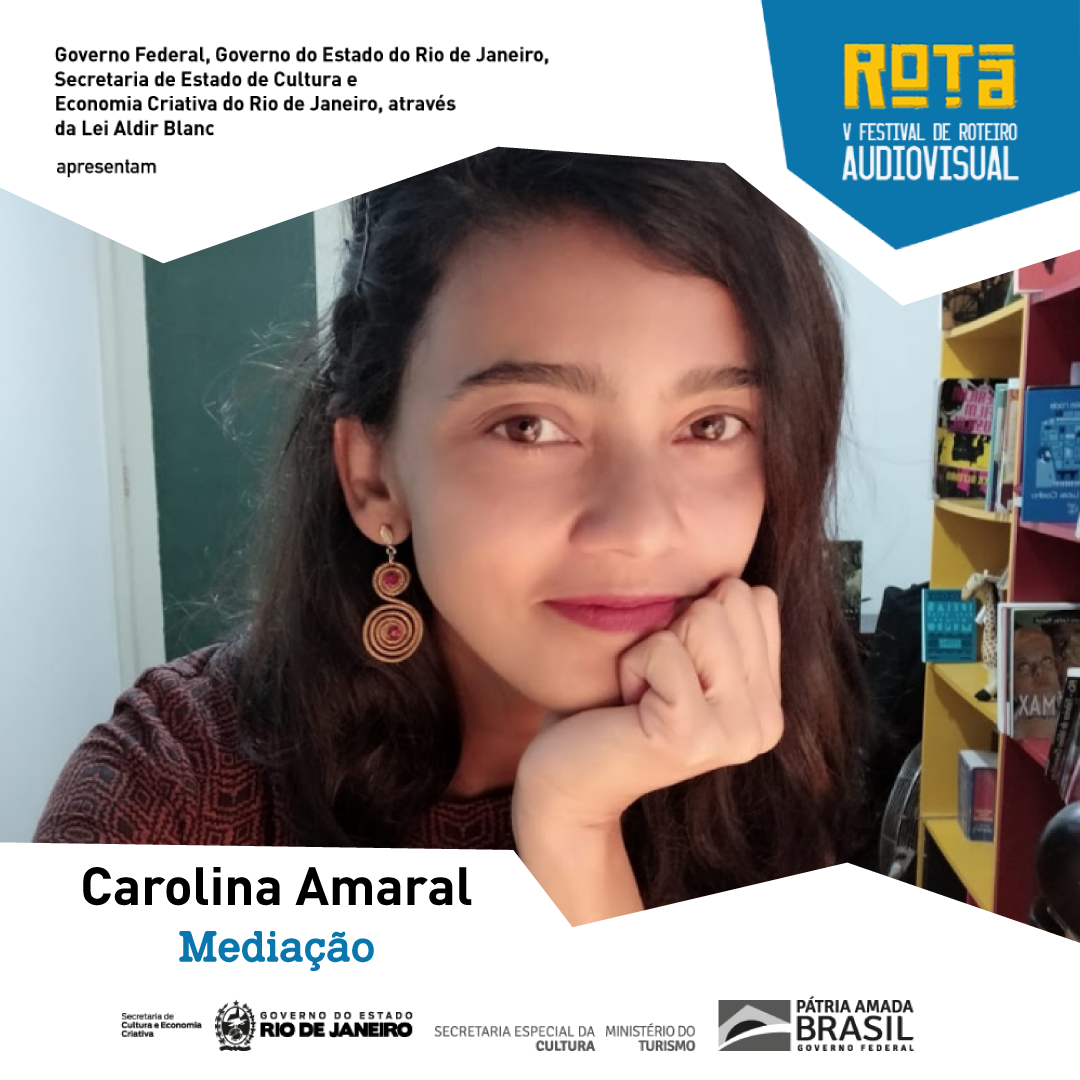 Governo Federal, Governo do Estado do Rio de Janeiro,
Secretaria de Estado de Cultura e
Economia Criativa do Rio de Janeiro, através
da Lei Aldir Blanc
apresentam
ROTA
V FESTIVAL DE ROTEIRO
AUDIOVISUAL
XAM
Carolina Amaral
Mediação
Secretaria de
Cultura e Economia
Criativa
GOVERNO DO ESTADO
RIO DE JANEIRO
SECRETARIA ESPECIAL DA
CULTURA
MINISTÉRIO DO
TURISMO
PÁTRIA AMADA
BRASIL
GOVERNO FEDERAL